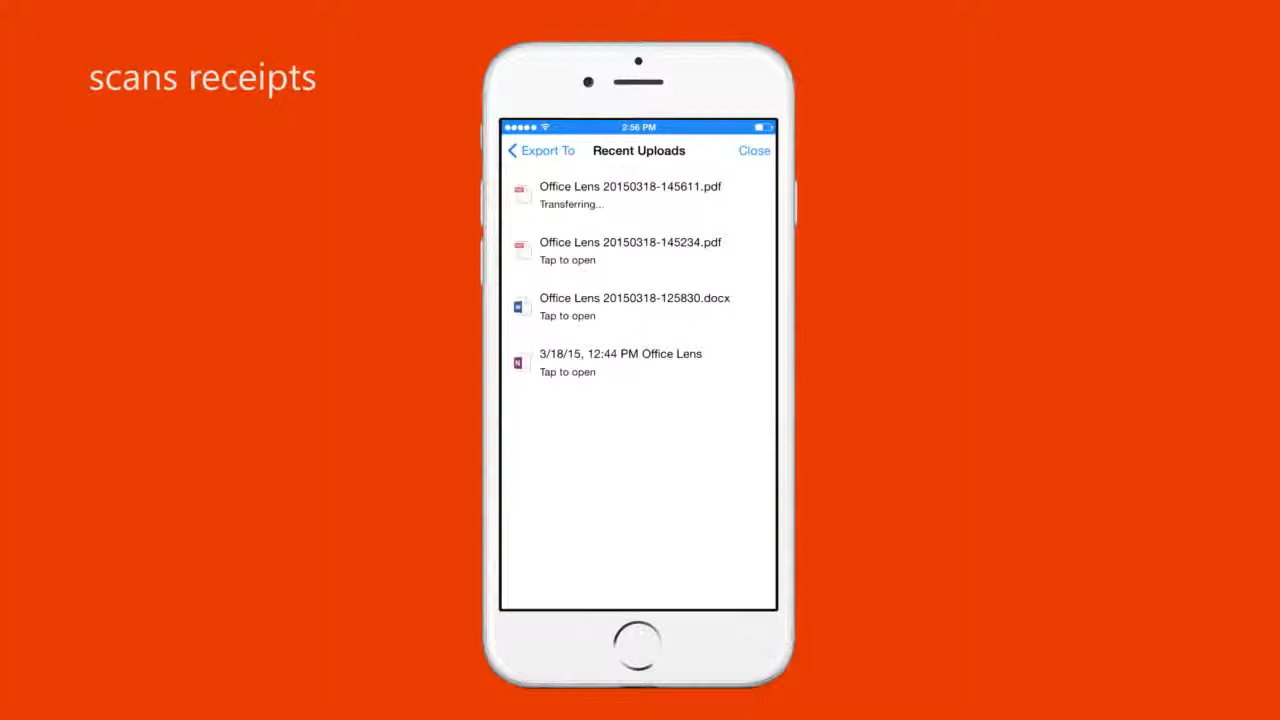 scans receipts
2:56 PM
Export To Recent Uploads Close
Office Lens 20150318-145611.pdf
Transferring...
Office Lens 20150318-145234.pdf
Tap to open
Office Lens 20150318-125830.docx
Tap to open
3/18/15, 12:44 PM Office Lens
Tap to open